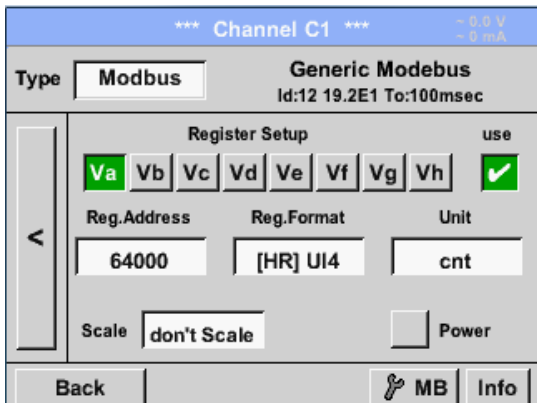 *** Channel C1 ***
~ 0.0 V
~ 0 mA
Type
Modbus
Generic Modebus
Id:12 19.2E1 To:100msec
Register Setup
use
Va Vb Vc Vd Ve Vf Vg Vh
<
Reg.Address
Reg.Format
Unit
64000
[HR] UI4
cnt
Scale
don't Scale
Power
Back
MB
Info